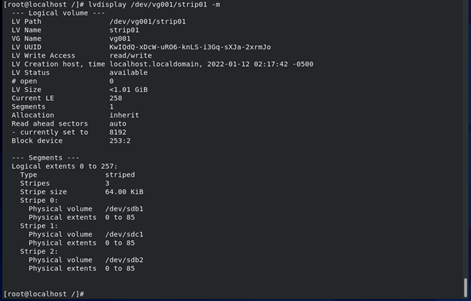 [root@localhost /]# lvdisplay /dev/vg001/strip01 -m
--- Logical volume ---
LV Path /dev/vg001/strip01
LV Name strip01
VG Name vg001
LV UUID KwIQdQ-xDcW-uRO6-knLS-i3Gq-sXJa-2xrmJo
LV Write Access read/write
LV Creation host, time localhost.localdomain, 2022-01-12 02:17:42 -0500
LV Status available
# open 0
LV Size <1.01 GiB
Current LE 258
Segments 1
Allocation inherit
Read ahead sectors auto
- currently set to 8192
Block device 253:2
--- Segments ---
Logical extents 0 to 257:
Type striped
Stripes 3
Stripe size 64.00 KiB
Stripe 0:
Physical volume /dev/sdb1
Physical extents 0 to 85
Stripe 1:
Physical volume /dev/sdc1
Physical extents 0 to 85
Stripe 2:
Physical volume /dev/sdb2
Physical extents 0 to 85
[root@localhost /]#